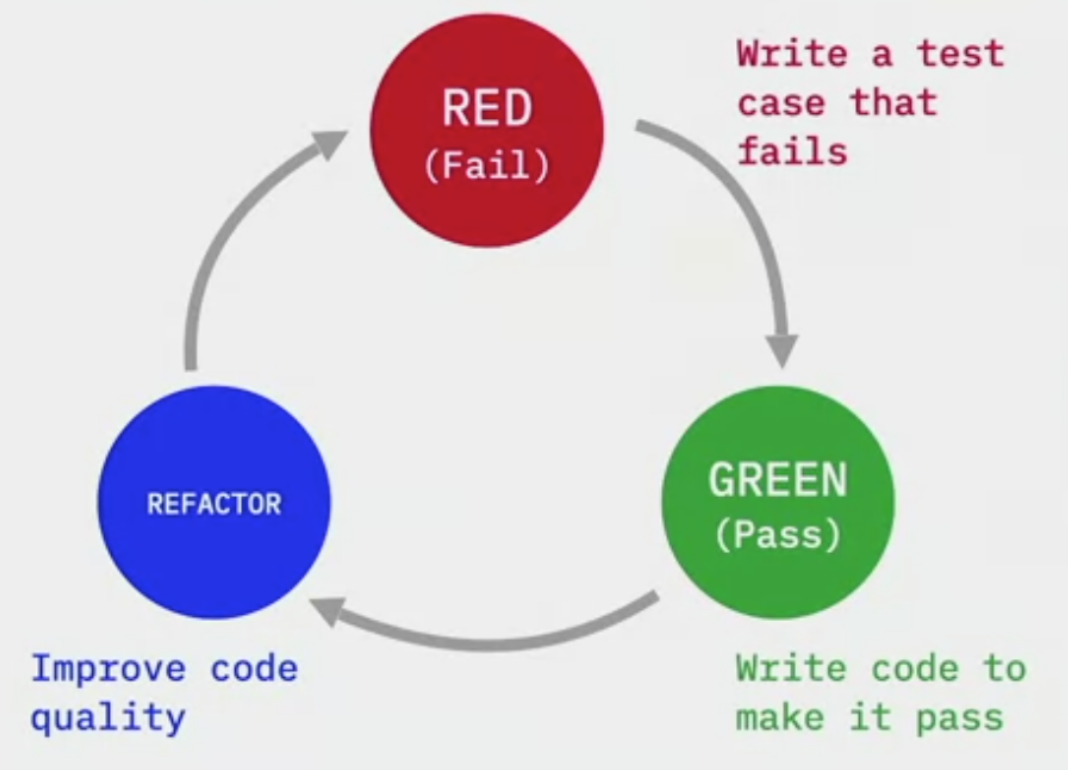 RED
(Fail)
Write a test
case that
fails
REFACTOR
GREEN
(Pass)
Improve code
quality
Write code to
make it pass